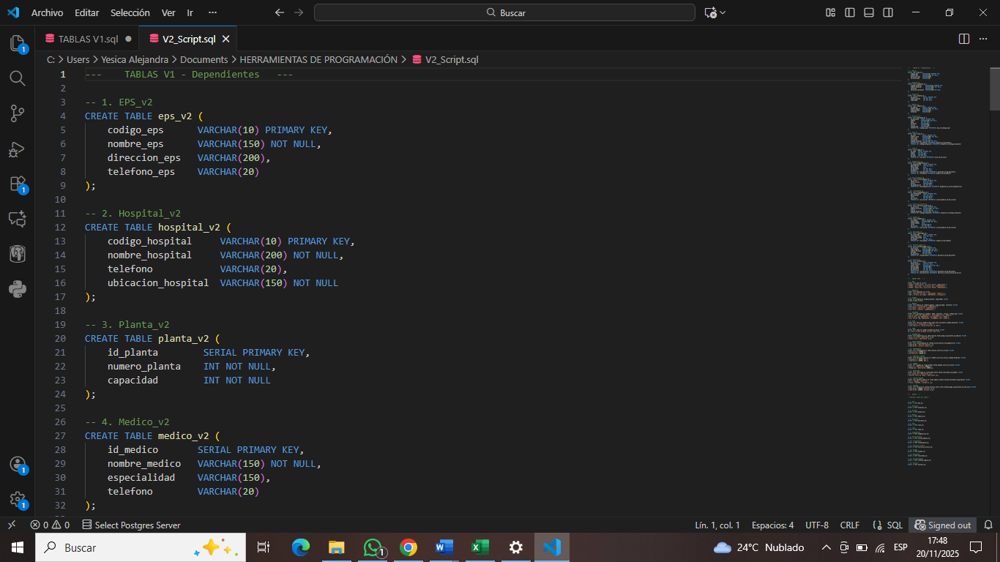 Archivo Editar Selección Ver Ir ··· Buscar
TABLAS V1.sql V2_Script.sql
C: > Users > Yesica Alejandra > Documents > HERRAMIENTAS DE PROGRAMACIÓN > V2_Script.sql
1 --- TABLAS V1 - Dependientes ---
2
3 -- 1. EPS_v2
4 CREATE TABLE eps_v2 (
5 codigo_eps VARCHAR(10) PRIMARY KEY,
6 nombre_eps VARCHAR(150) NOT NULL,
7 direccion_eps VARCHAR(200),
8 telefono_eps VARCHAR(20)
9 );
10
11 -- 2. Hospital_v2
12 CREATE TABLE hospital_v2 (
13 codigo_hospital VARCHAR(10) PRIMARY KEY,
14 nombre_hospital VARCHAR(200) NOT NULL,
15 telefono VARCHAR(20),
16 ubicacion_hospital VARCHAR(150) NOT NULL
17 );
18
19 -- 3. Planta_v2
20 CREATE TABLE planta_v2 (
21 id_planta SERIAL PRIMARY KEY,
22 numero_planta INT NOT NULL,
23 capacidad INT NOT NULL
24 );
25
26 -- 4. Medico_v2
27 CREATE TABLE medico_v2 (
28 id_medico SERIAL PRIMARY KEY,
29 nombre_medico VARCHAR(150) NOT NULL,
30 especialidad VARCHAR(150),
31 telefono VARCHAR(20)
32 );
1
1
1
1
0 0 Select Postgres Server Lín. 1, col. 1 Espacios: 4 UTF-8 CRLF SQL Signed out
Buscar 1 24°C Nublado ESP 17:48
20/11/2025